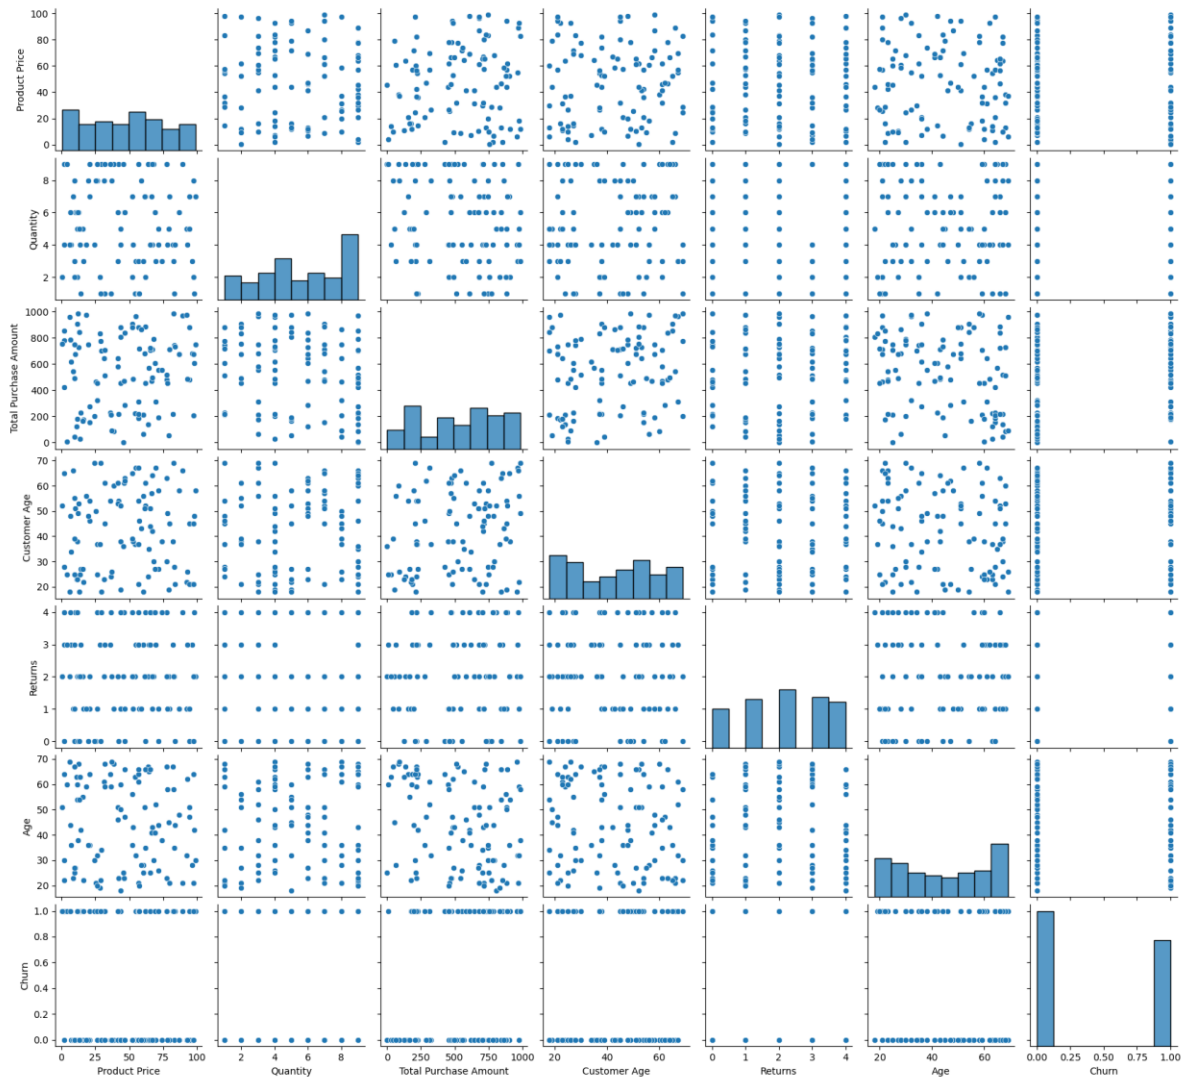 100
80
60
40
20
0
Product Price
8
6
4
2
Quantity
1000
800
600
400
200
0
Total Purchase Amount
70
60
50
40
30
20
Customer Age
4
3
2
1
0
Returns
70
60
50
40
30
20
Age
1.0
0.8
0.6
0.4
0.2
0.0
Churn
0 25 50 75 100
Product Price
2 4 6 8
Quantity
0 250 500 750 1000
Total Purchase Amount
20 40 60
Customer Age
0 1 2 3 4
Returns
20 40 60
Age
0.00 0.25 0.50 0.75 1.00
Churn